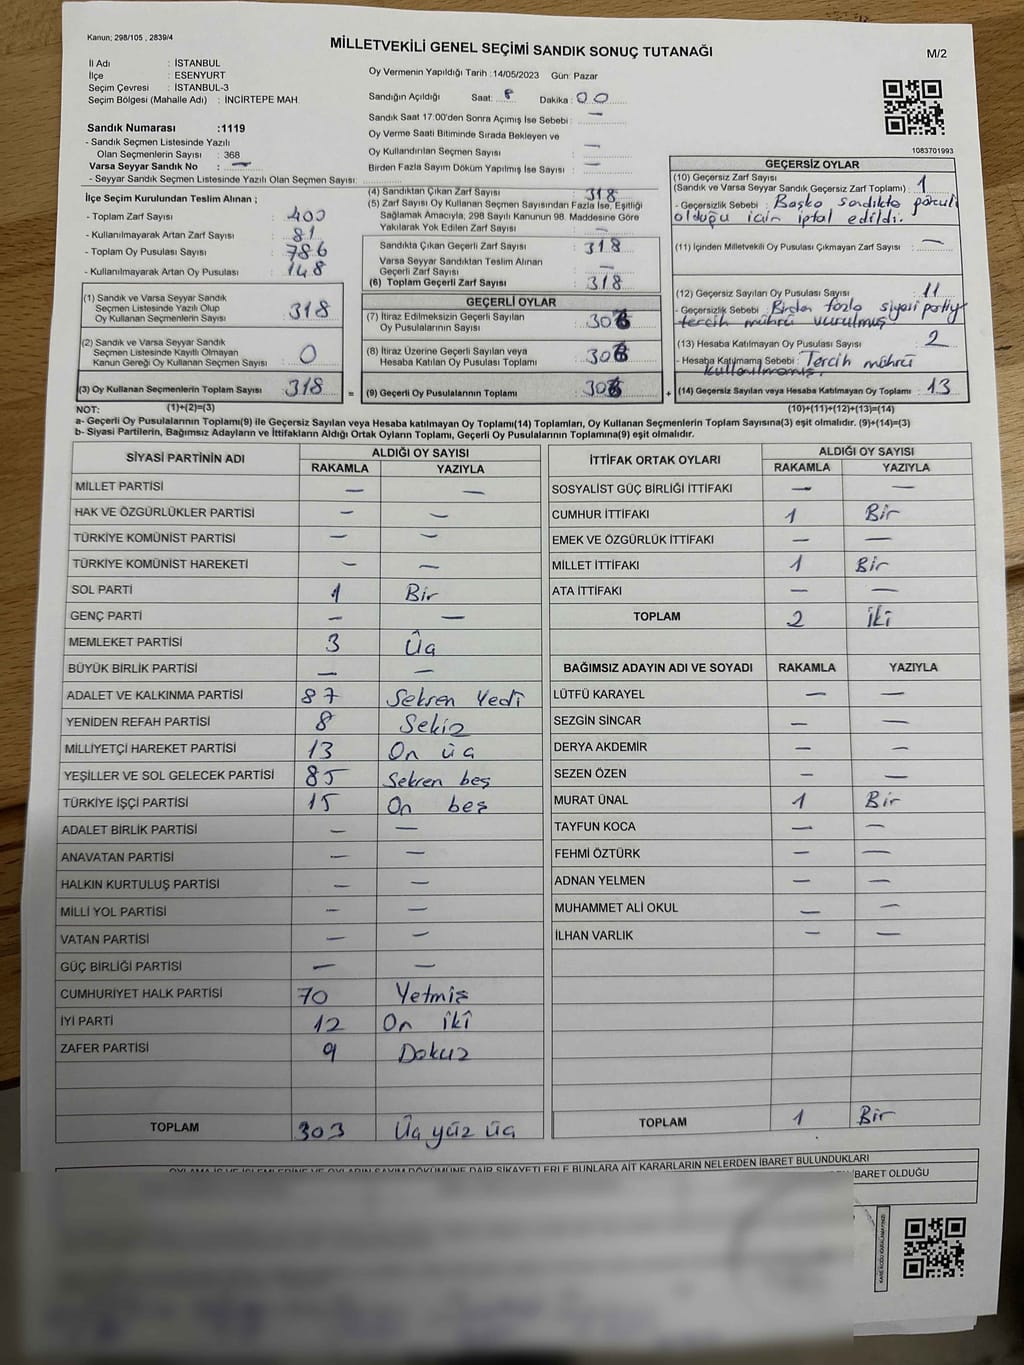 Kanun; 298/105 , 2839/4
MİLLETVEKİLİ GENEL SEÇİMİ SANDIK SONUÇ TUTANAĞI
M/2
İl Adı : İSTANBUL
İlçe : ESENYURT
Seçim Çevresi : İSTANBUL-3
Seçim Bölgesi (Mahalle Adı) : İNCİRTEPE MAH.
Sandık Numarası :1119
- Sandık Seçmen Listesinde Yazılı
Olan Seçmenlerin Sayısı : 368
Varsa Seyyar Sandık No : —
- Seyyar Sandık Seçmen Listesinde Yazılı Olan Seçmen Sayısı:
Oy Vermenin Yapıldığı Tarih :14/05/2023 Gün: Pazar
Sandığın Açıldığı Saat: 8 Dakika : 00
Sandık Saat 17:00'den Sonra Açımış İse Sebebi : —
Oy Verme Saati Bitiminde Sırada Bekleyen ve
Oy Kullandırılan Seçmen Sayısı : —
Birden Fazla Sayım Döküm Yapılmış İse Sayısı : —
1083701993
İlçe Seçim Kurulundan Teslim Alınan ;
- Toplam Zarf Sayısı : 400
- Kullanılmayarak Artan Zarf Sayısı : 81
- Toplam Oy Pusulası : 786
- Kullanılmayarak Artan Oy Pusulası : 148
(1) Sandık ve Varsa Seyyar Sandık
Seçmen Listesinde Yazılı Olup
Oy Kullanan Seçmenlerin Sayısı : 318
(2) Sandık ve Varsa Seyyar Sandık
Seçmen Listesinde Kayıtlı Olmayan
Kanun Gereği Oy Kullanan Seçmen Sayısı : 0
(3) Oy Kullanan Seçmenlerin Toplam Sayısı : 318
(4) Sandıktan Çıkan Zarf Sayısı : 318
(5) Zarf Sayısı Oy Kullanan Seçmen Sayısından Fazla İse, Eşitliği
Sağlamak Amacıyla, 298 Sayılı Kanunun 98. Maddesine Göre
Yakılarak Yok Edilen Zarf Sayısı : —
Sandıkta Çıkan Geçerli Zarf Sayısı : 318
Varsa Seyyar Sandıktan Teslim Alınan
Geçerli Zarf Sayısı : —
(6) Toplam Geçerli Zarf Sayısı : 318
GEÇERLİ OYLAR
(7) İtiraz Edilmeksizin Geçerli Sayılan
Oy Pusulalarının Sayısı :
(8) İtiraz Üzerine Geçerli Sayılan veya
Hesaba Katılan Oy Pusulası Toplamı :
= (9) Geçerli Oy Pusulalarının Toplamı :
GEÇERSİZ OYLAR
(10) Geçersiz Zarf Sayısı
(Sandık ve Varsa Seyyar Sandık Geçersiz Zarf Toplamı) : 1
- Geçersizlik Sebebi : Başka sandıkta
olduğu icin iptal edildi.
(11) İçinden Milletvekili Oy Pusulası Çıkmayan Zarf Sayısı : —
(12) Geçersiz Sayılan Oy Pusulası Sayısı : 11
- Geçersizlik Sebebi : Birden fazla siyasi partiye
tercih mührü vurulmuş
(13) Hesaba Katılmayan Oy Pusulası Sayısı : 2
- Hesaba Katılmama Sebebi : Tercih mührü
kullanılmamış.
+ (14) Geçersiz Sayılan veya Hesaba Katılmayan Oy Toplamı : 13
NOT: (1)+(2)=(3) (10)+(11)+(12)+(13)=(14)
a- Geçerli Oy Pusulalarının Toplamı(9) ile Geçersiz Sayılan veya Hesaba katılmayan Oy Toplamı(14) Toplamları, Oy Kullanan Seçmenlerin Toplam Sayısına(3) eşit olmalıdır. (9)+(14)=(3)
b- Siyasi Partilerin, Bağımsız Adayların ve İttifakların Aldığı Ortak Oyların Toplamı, Geçerli Oy Pusulalarının Toplamına(9) eşit olmalıdır.
SİYASİ PARTİNİN ADI ALDIĞI OY SAYISI
RAKAMLA YAZIYLA
MİLLET PARTİSİ — —
HAK VE ÖZGÜRLÜKLER PARTİSİ — —
TÜRKİYE KOMÜNİST PARTİSİ — —
TÜRKİYE KOMÜNİST HAREKETİ — —
SOL PARTİ 1 Bir
GENÇ PARTİ — —
MEMLEKET PARTİSİ 3 Üç
BÜYÜK BİRLİK PARTİSİ — —
ADALET VE KALKINMA PARTİSİ 87 Seksen Yedi
YENİDEN REFAH PARTİSİ 8 Sekiz
MİLLİYETÇİ HAREKET PARTİSİ 13 On üç
YEŞİLLER VE SOL GELECEK PARTİSİ 85 Seksen beş
TÜRKİYE İŞÇİ PARTİSİ 15 On beş
ADALET BİRLİK PARTİSİ — —
ANAVATAN PARTİSİ — —
HALKIN KURTULUŞ PARTİSİ — —
MİLLİ YOL PARTİSİ — —
VATAN PARTİSİ — —
GÜÇ BİRLİĞİ PARTİSİ — —
CUMHURİYET HALK PARTİSİ 70 Yetmiş
İYİ PARTİ 12 On iki
ZAFER PARTİSİ 9 Dokuz
TOPLAM 303 Üç yüz üç
İTTİFAK ORTAK OYLARI ALDIĞI OY SAYISI
RAKAMLA YAZIYLA
SOSYALİST GÜÇ BİRLİĞİ İTTİFAKI — —
CUMHUR İTTİFAKI 1 Bir
EMEK VE ÖZGÜRLÜK İTTİFAKI — —
MİLLET İTTİFAKI 1 Bir
ATA İTTİFAKI — —
TOPLAM 2 İki
BAĞIMSIZ ADAYIN ADI VE SOYADI RAKAMLA YAZIYLA
LÜTFÜ KARAYEL — —
SEZGİN SİNCAR — —
DERYA AKDEMİR — —
SEZEN ÖZEN — —
MURAT ÜNAL 1 Bir
TAYFUN KOCA — —
FEHMİ ÖZTÜRK — —
ADNAN YELMEN — —
MUHAMMET ALİ OKUL — —
İLHAN VARLIK — —
TOPLAM 1 Bir
OYLAMA İŞ VE İŞLEMLERİNE VE OYLARIN SAYIM DÖKÜMÜNE DAİR ŞİKAYETLERLE BUNLARA AİT KARARLARIN NELERDEN İBARET BULUNDUKLARI
İBARET OLDUĞU